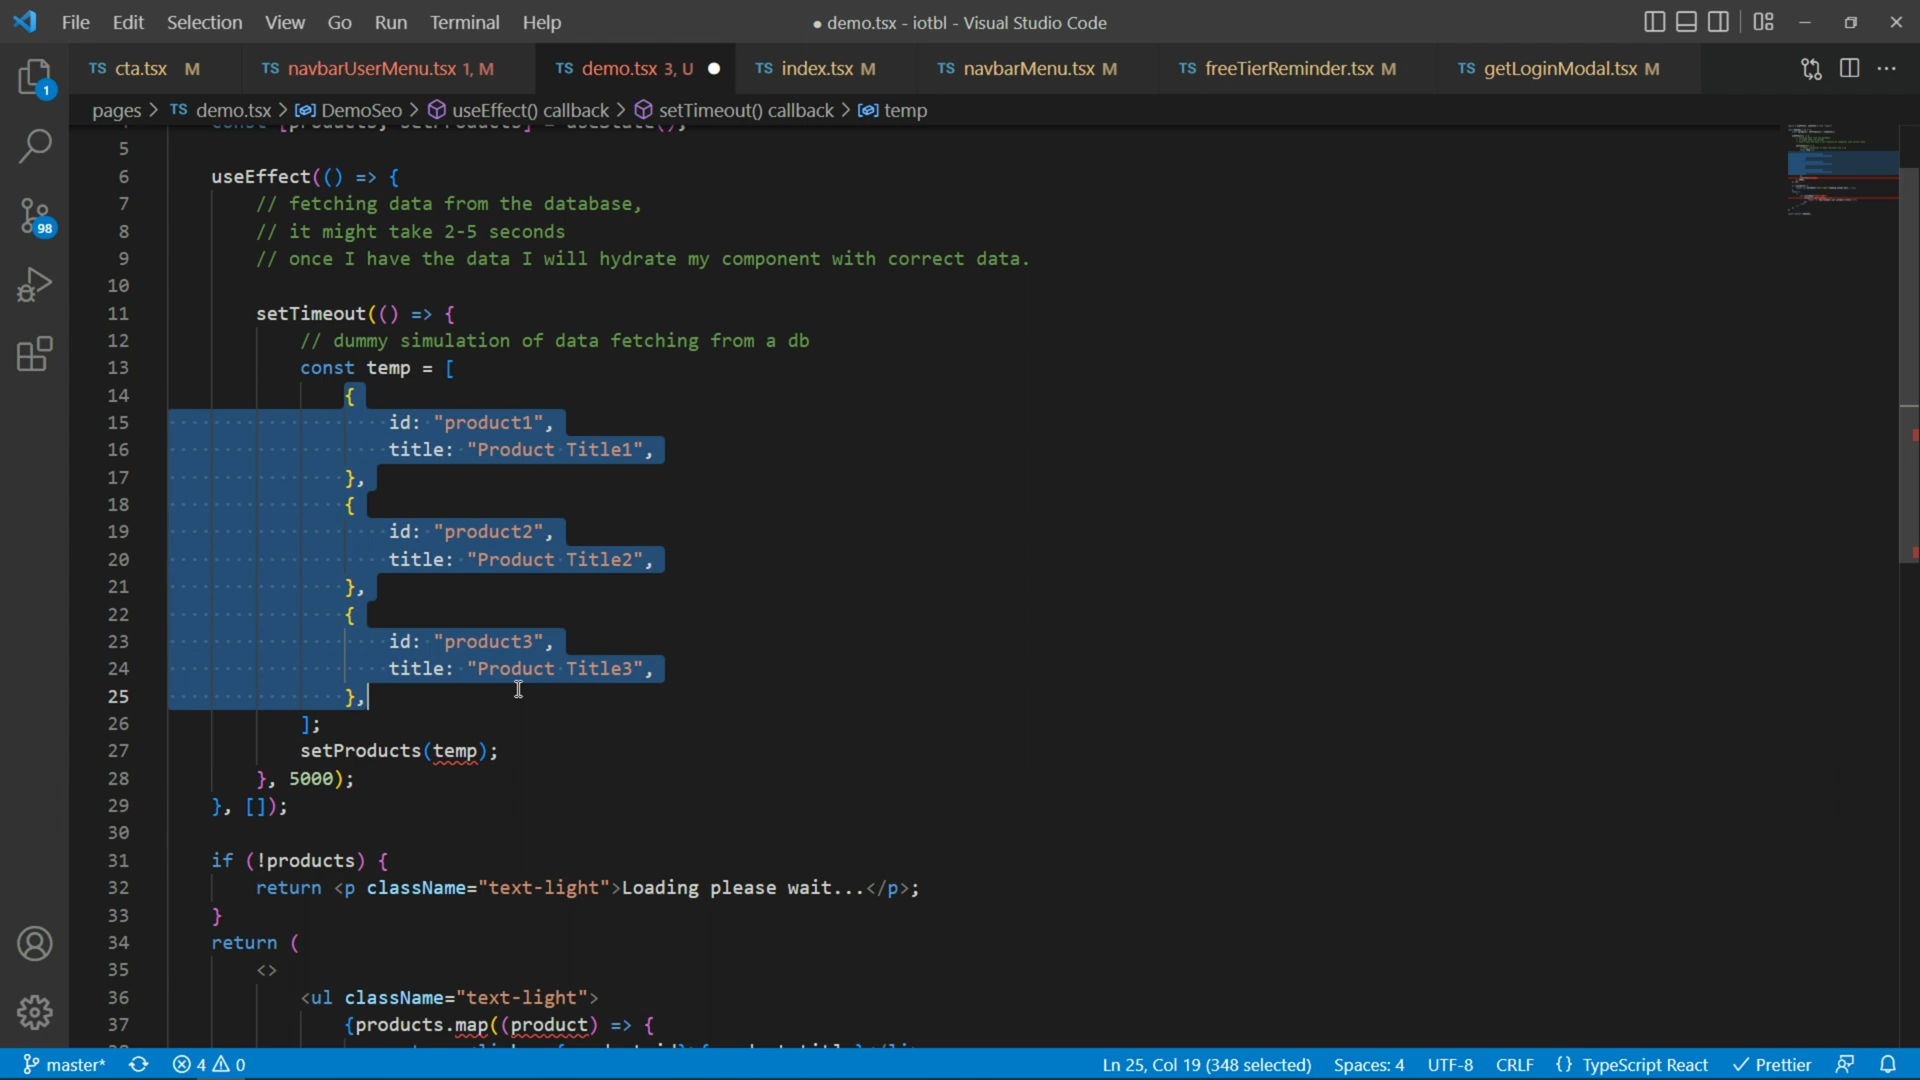 File Edit Selection View Go Run Terminal Help ● demo.tsx - iotbl - Visual Studio Code
TS cta.tsx M TS navbarUserMenu.tsx 1, M TS demo.tsx 3, U TS index.tsx M TS navbarMenu.tsx M TS freeTierReminder.tsx M TS getLoginModal.tsx M
pages > TS demo.tsx > DemoSeo > useEffect() callback > setTimeout() callback > temp
5
6 useEffect(() => {
7 // fetching data from the database,
8 // it might take 2-5 seconds
9 // once I have the data I will hydrate my component with correct data.
10
11 setTimeout(() => {
12 // dummy simulation of data fetching from a db
13 const temp = [
14 {
15 id: "product1",
16 title: "Product Title1",
17 },
18 {
19 id: "product2",
20 title: "Product Title2",
21 },
22 {
23 id: "product3",
24 title: "Product Title3",
25 },
26 ];
27 setProducts(temp);
28 }, 5000);
29 }, []);
30
31 if (!products) {
32 return <p className="text-light">Loading please wait...</p>;
33 }
34 return (
35 <>
36 <ul className="text-light">
37 {products.map((product) => {
1
98
master* 4 0 Ln 25, Col 19 (348 selected) Spaces: 4 UTF-8 CRLF {} TypeScript React Prettier